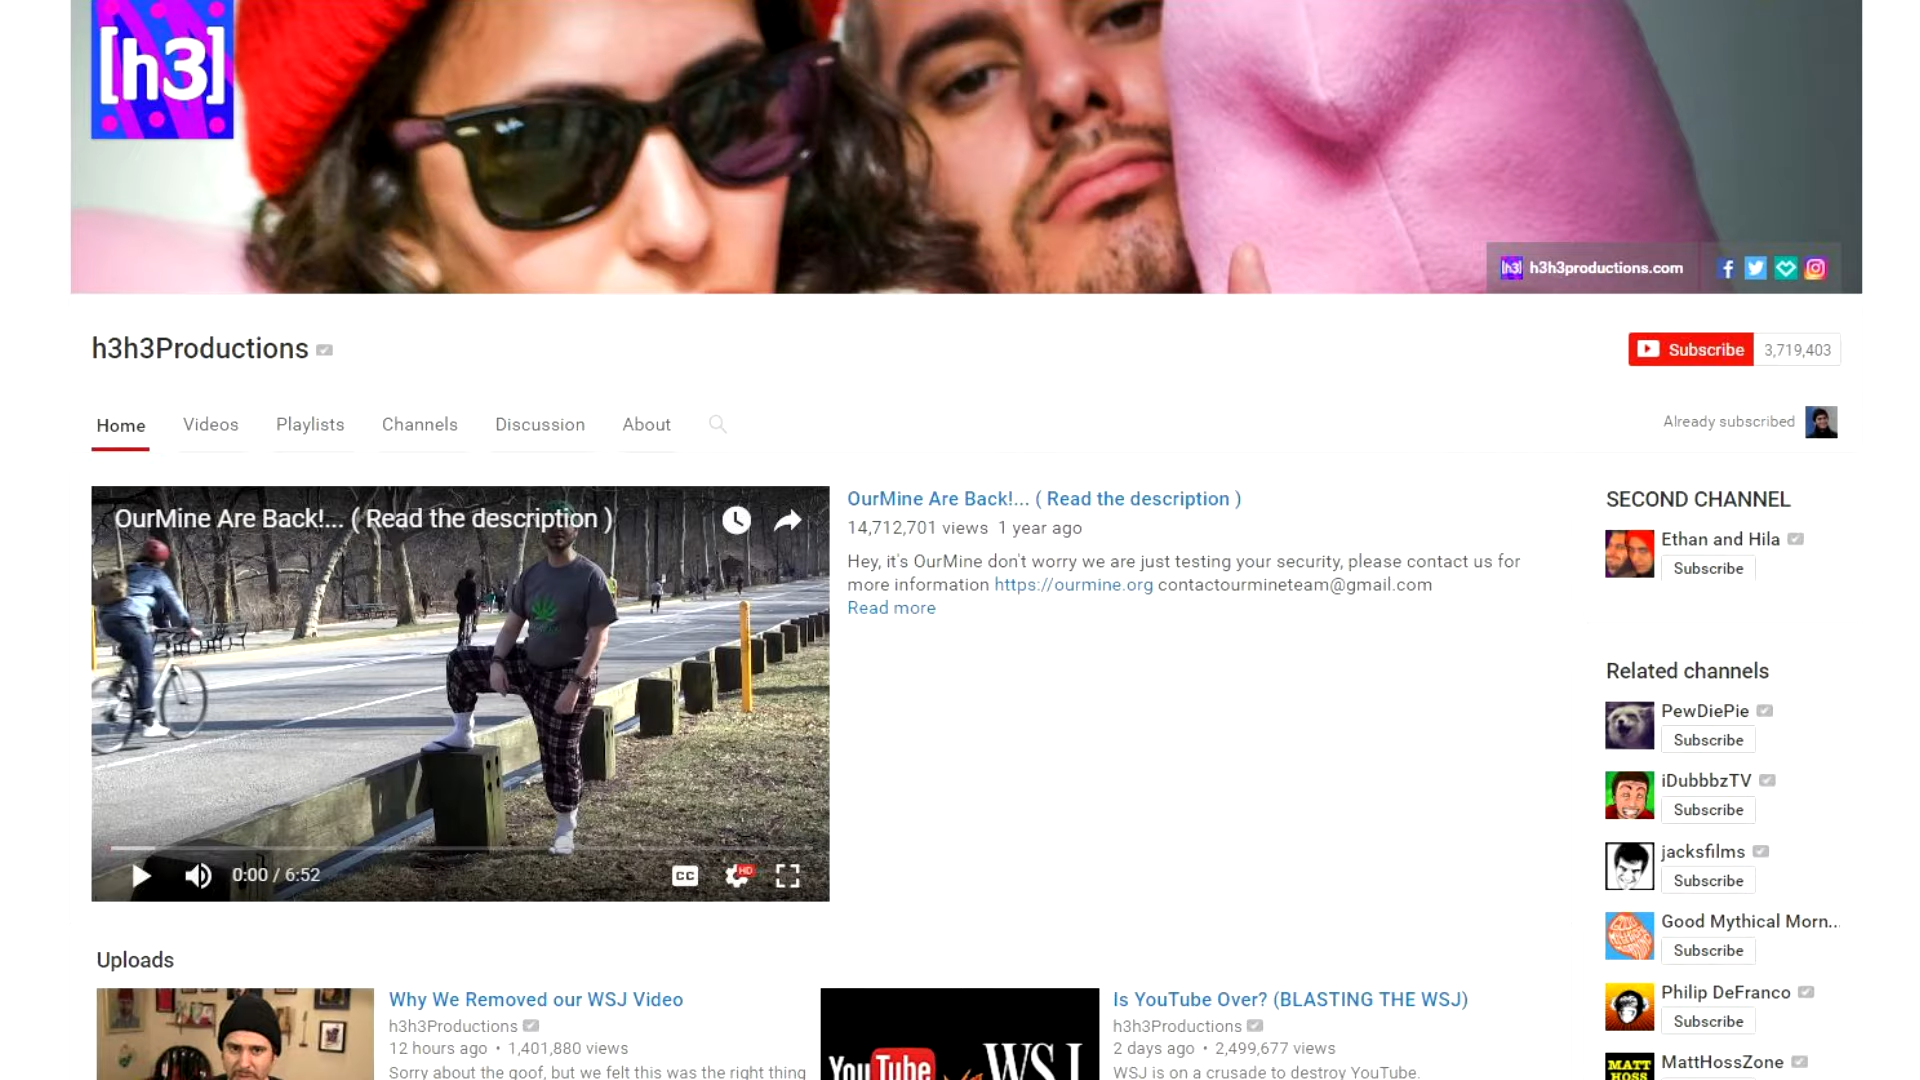 [h3]
[h3] h3h3productions.com
h3h3Productions
Subscribe 3,719,403
Home Videos Playlists Channels Discussion About
Already subscribed
OurMine Are Back!... ( Read the description )
0:00 / 6:52
CC
HD
OurMine Are Back!... ( Read the description )
14,712,701 views 1 year ago
Hey, it's OurMine don't worry we are just testing your security, please contact us for
more information https://ourmine.org contactourmineteam@gmail.com
Read more
SECOND CHANNEL
Ethan and Hila
Subscribe
Related channels
PewDiePie
Subscribe
iDubbbzTV
Subscribe
jacksfilms
Subscribe
Good Mythical Morn...
Subscribe
Philip DeFranco
Subscribe
MATT
HOSS
MattHossZone
Uploads
Why We Removed our WSJ Video
h3h3Productions
12 hours ago • 1,401,880 views
Sorry about the goof, but we felt this was the right thing
YouTube
WSJ
Is YouTube Over? (BLASTING THE WSJ)
h3h3Productions
2 days ago • 2,499,677 views
WSJ is on a crusade to destroy YouTube.